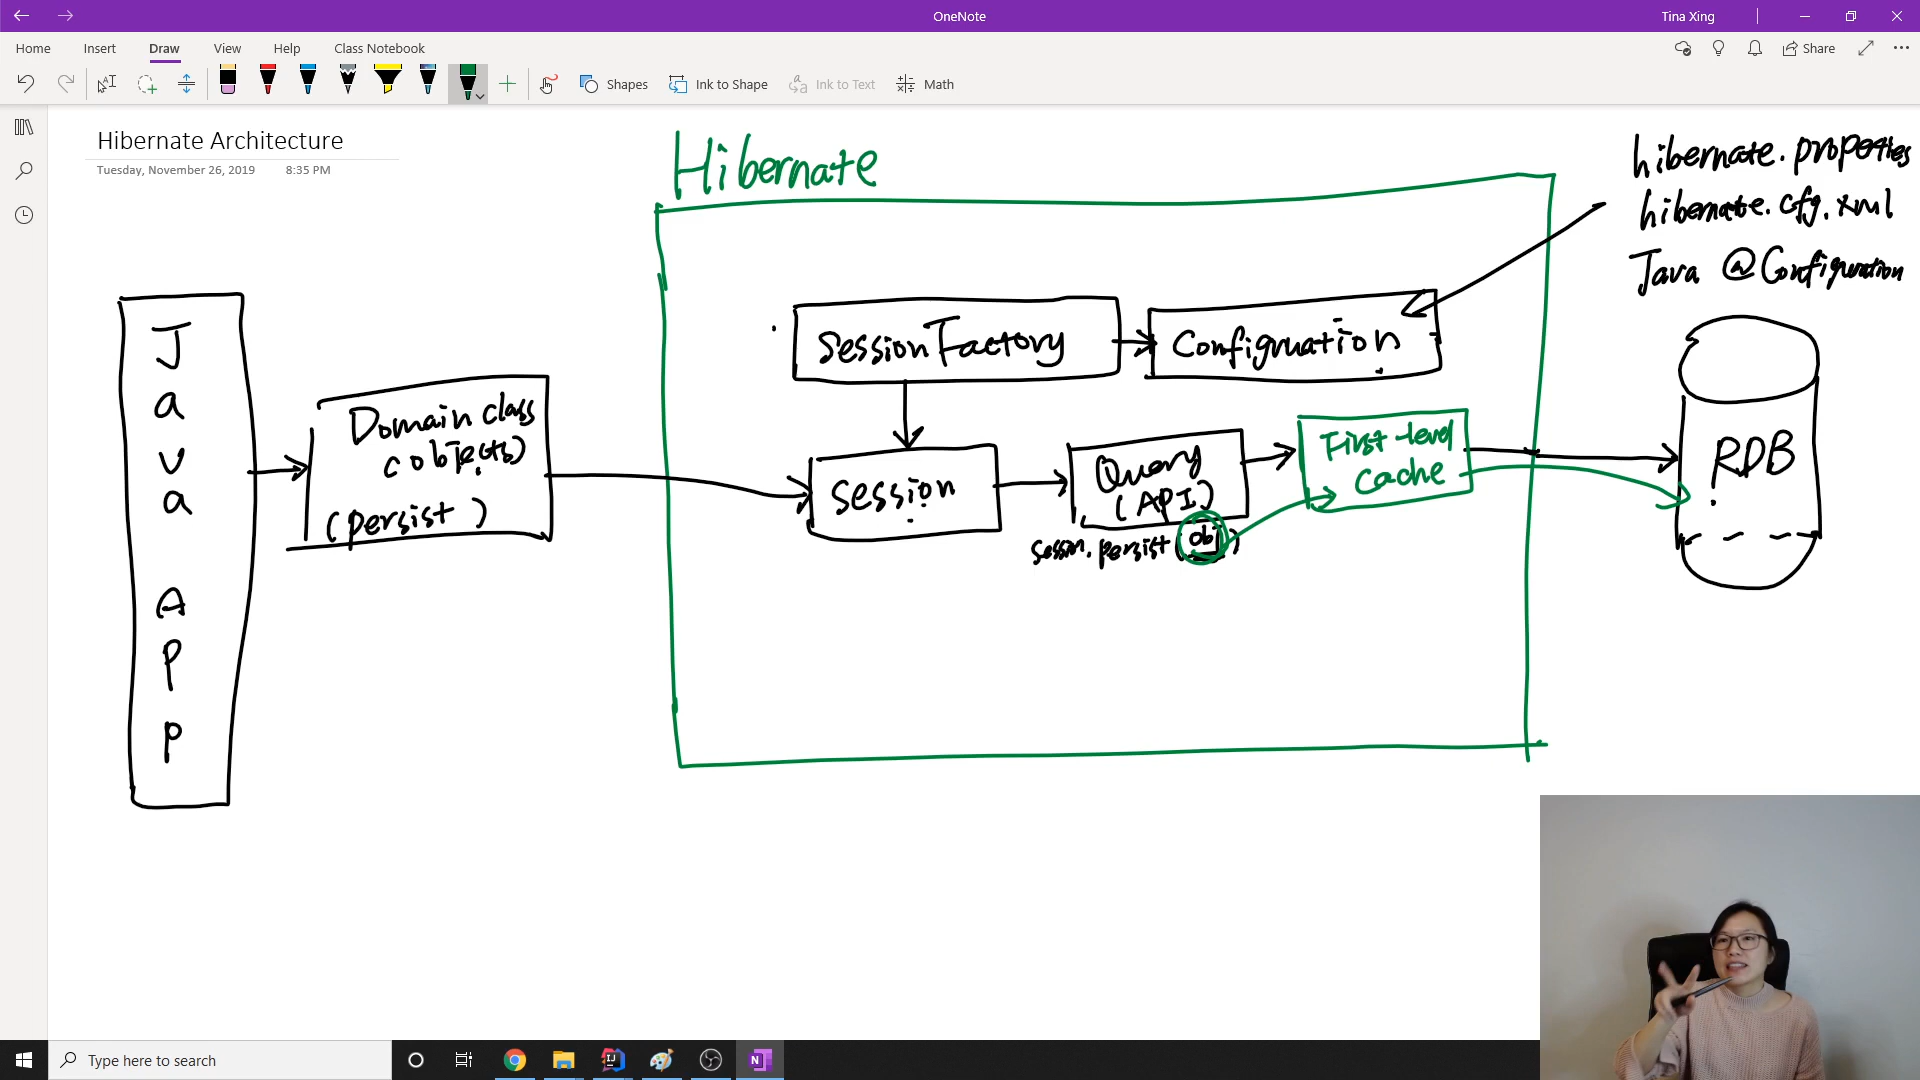 OneNote
Tina Xing
Home
Insert
Draw
View
Help
Class Notebook
Share
Shapes
Ink to Shape
Ink to Text
Math
Hibernate Architecture
Tuesday, November 26, 2019
8:35 PM
Hibernate
hibernate.properties
hibernate.cfg.xml
Java @Configuration
Java APP
Domain class
(objects)
(persist)
SessionFactory
Configuration
Session
Query
(API)
session.persist(obj)
First-level
cache
RDB
Type here to search